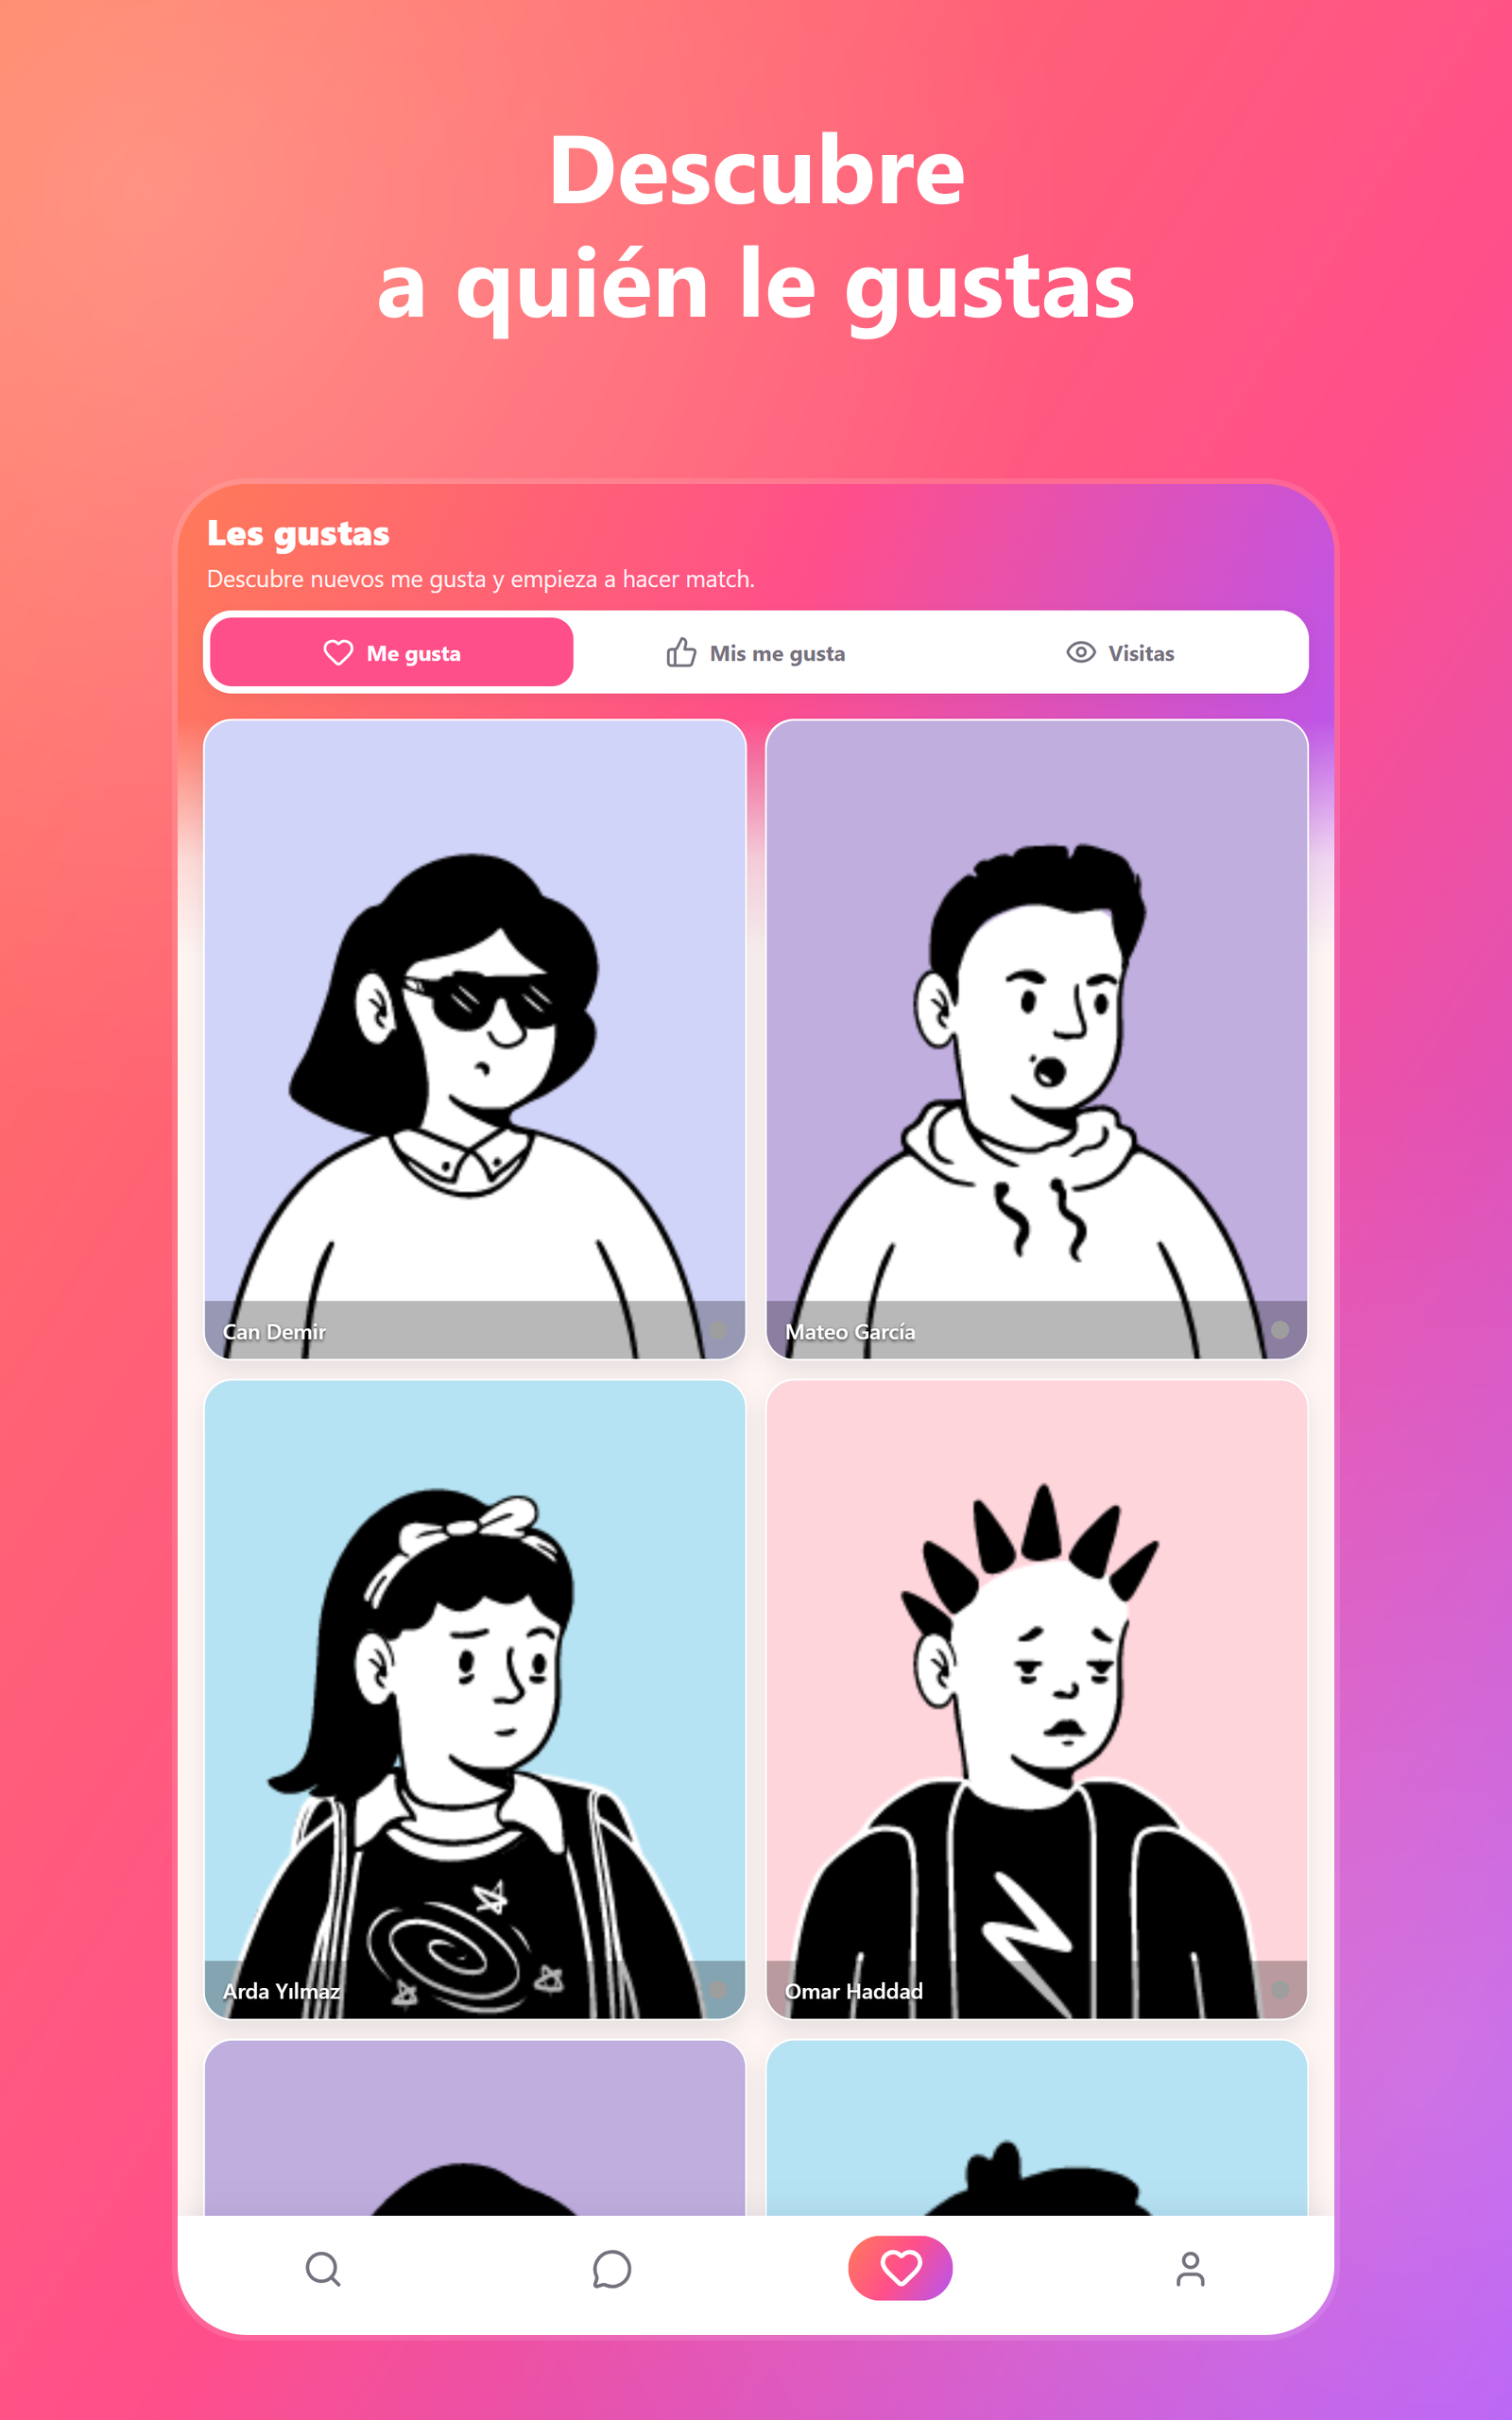 Descubre
a quién le gustas
Les gustas
Descubre nuevos me gusta y empieza a hacer match.
Me gusta
Mis me gusta
Visitas
Can Demir
Mateo García
Arda Yılmaz
Omar Haddad